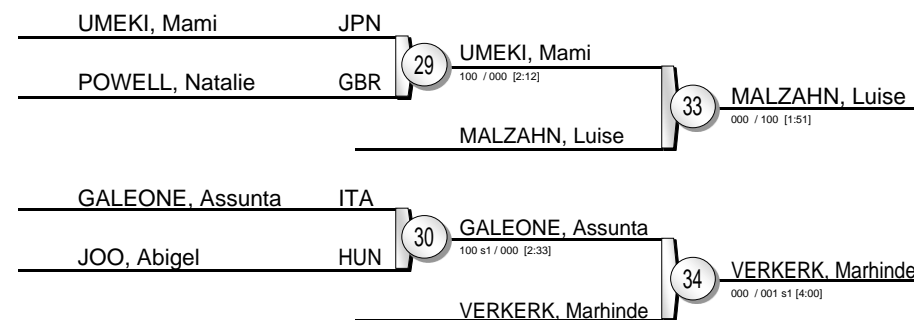 UMEKI, Mami JPN
POWELL, Natalie GBR
29
UMEKI, Mami
100 / 000 [2:12]
MALZAHN, Luise
33
MALZAHN, Luise
000 / 100 [1:51]
GALEONE, Assunta ITA
JOO, Abigel HUN
30
GALEONE, Assunta
100 s1 / 000 [2:33]
VERKERK, Marhinde
34
VERKERK, Marhinde
000 / 001 s1 [4:00]